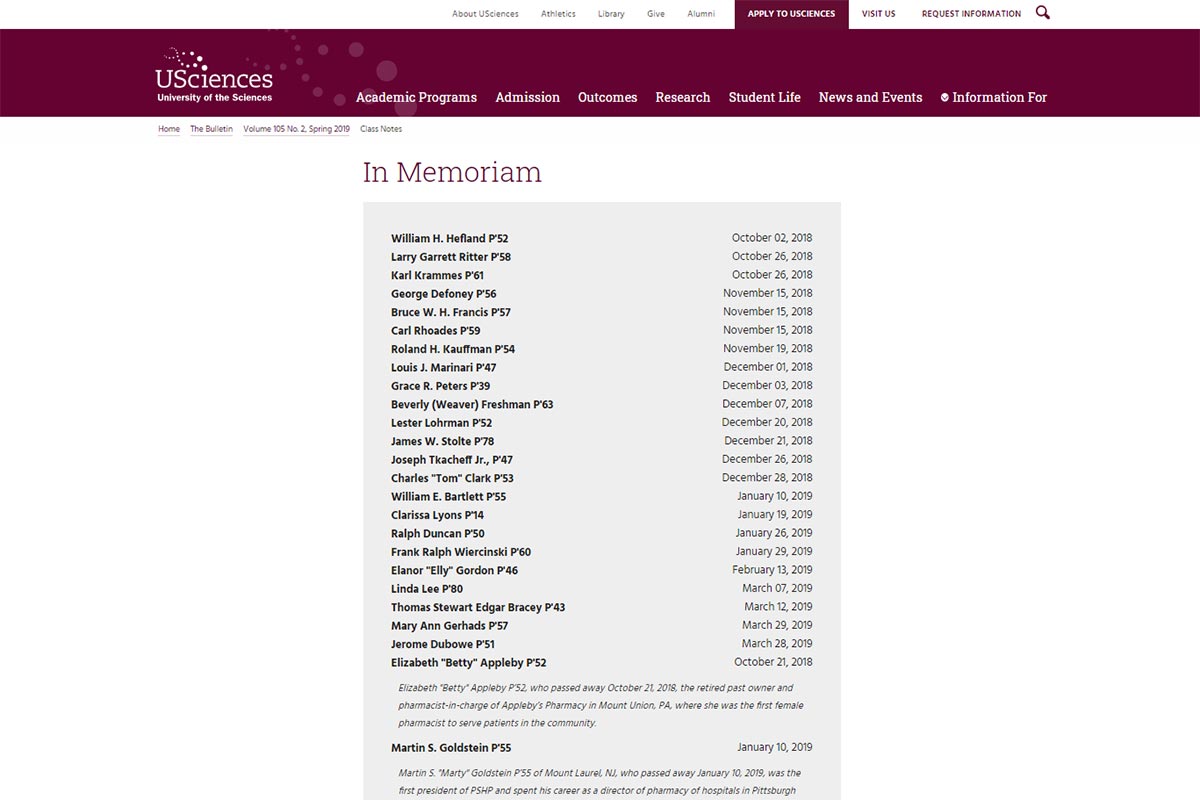 About USciences Athletics Library Give Alumni APPLY TO USCIENCES VISIT US REQUEST INFORMATION
USciences
University of the Sciences
Academic Programs Admission Outcomes Research Student Life News and Events Information For
Home The Bulletin Volume 105 No. 2, Spring 2019 Class Notes
In Memoriam
William H. Hefland P'52 October 02, 2018
Larry Garrett Ritter P'58 October 26, 2018
Karl Krammes P'61 October 26, 2018
George Defoney P'56 November 15, 2018
Bruce W. H. Francis P'57 November 15, 2018
Carl Rhoades P'59 November 15, 2018
Roland H. Kauffman P'54 November 19, 2018
Louis J. Marinari P'47 December 01, 2018
Grace R. Peters P'39 December 03, 2018
Beverly (Weaver) Freshman P'63 December 07, 2018
Lester Lohrman P'52 December 20, 2018
James W. Stolte P'78 December 21, 2018
Joseph Tkacheff Jr., P'47 December 26, 2018
Charles "Tom" Clark P'53 December 28, 2018
William E. Bartlett P'55 January 10, 2019
Clarissa Lyons P'14 January 19, 2019
Ralph Duncan P'50 January 26, 2019
Frank Ralph Wiercinski P'60 January 29, 2019
Elanor "Elly" Gordon P'46 February 13, 2019
Linda Lee P'80 March 07, 2019
Thomas Stewart Edgar Bracey P'43 March 12, 2019
Mary Ann Gerhads P'57 March 29, 2019
Jerome Dubowe P'51 March 28, 2019
Elizabeth "Betty" Appleby P'52 October 21, 2018
Elizabeth "Betty" Appleby P'52, who passed away October 21, 2018, the retired past owner and
pharmacist-in-charge of Appleby's Pharmacy in Mount Union, PA, where she was the first female
pharmacist to serve patients in the community.
Martin S. Goldstein P'55 January 10, 2019
Martin S. "Marty" Goldstein P'55 of Mount Laurel, NJ, who passed away January 10, 2019, was the
first president of PSHP and spent his career as a director of pharmacy of hospitals in Pittsburgh